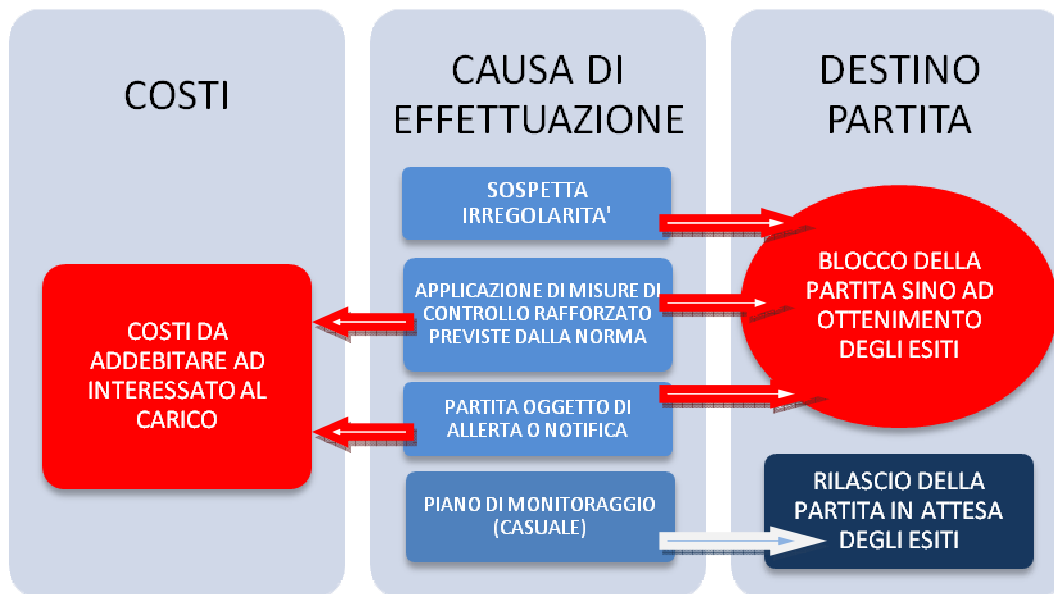 COSTI
COSTI DA
ADDEBITARE AD
INTERESSATO AL
CARICO
CAUSA DI
EFFETTUAZIONE
SOSPETTA
IRREGOLARITA'
APPLICAZIONE DI MISURE DI
CONTROLLO RAFFORZATO
PREVISTE DALLA NORMA
PARTITA OGGETTO DI
ALLERTA O NOTIFICA
PIANO DI MONITORAGGIO
(CASUALE)
DESTINO
PARTITA
BLOCCO DELLA
PARTITA SINO AD
OTTENIMENTO
DEGLI ESITI
RILASCIO DELLA
PARTITA IN ATTESA
DEGLI ESITI